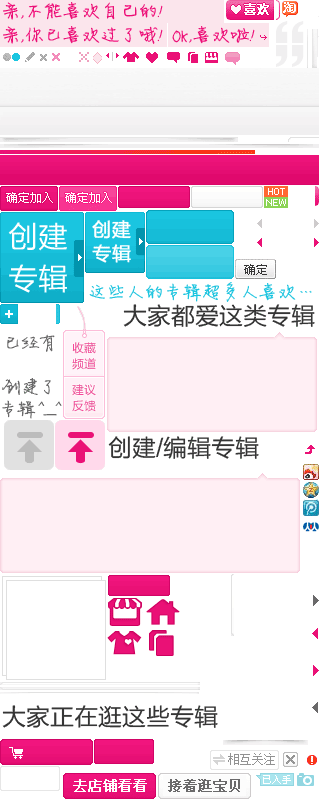 亲,不能喜欢自己的!
喜欢
淘
亲,你已喜欢过了哦! OK,喜欢啦!
确定加入
确定加入
HOT
NEW
创建
专辑
创建
专辑
确定
这些人的专辑超多人喜欢…
大家都爱这类专辑
已经有
收藏
频道
创建了
专辑^_^
建议
反馈
创建/编辑专辑
大家正在逛这些专辑
相互关注
已入手
去店铺看看
接着逛宝贝